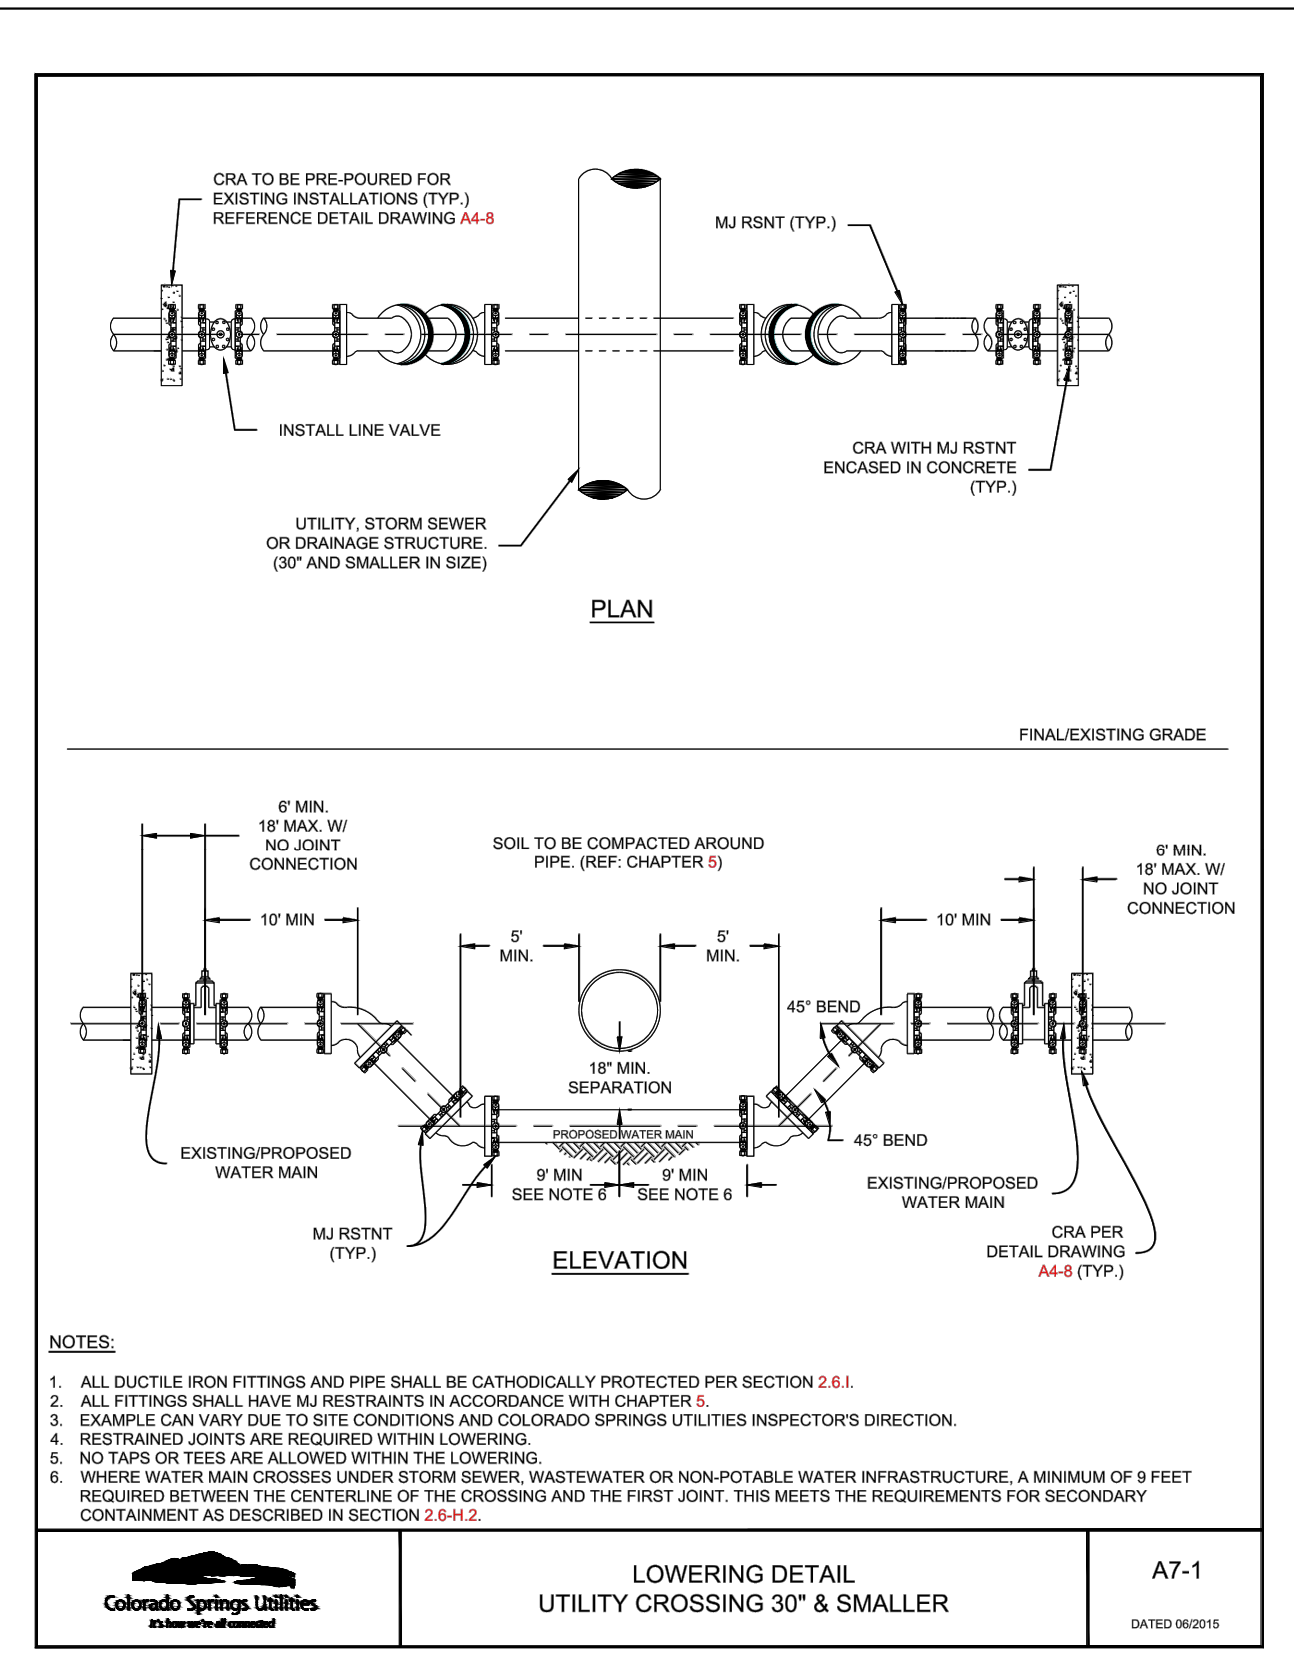 CRA TO BE PRE-POURED FOR
EXISTING INSTALLATIONS (TYP.)
REFERENCE DETAIL DRAWING A4-8
MJ RSNT (TYP.)
INSTALL LINE VALVE
CRA WITH MJ RSTNT
ENCASED IN CONCRETE
(TYP.)
UTILITY, STORM SEWER
OR DRAINAGE STRUCTURE.
(30" AND SMALLER IN SIZE)
PLAN
FINAL/EXISTING GRADE
6' MIN.
18' MAX. W/
NO JOINT
CONNECTION
SOIL TO BE COMPACTED AROUND
PIPE. (REF: CHAPTER 5)
6' MIN.
18' MAX. W/
NO JOINT
CONNECTION
10' MIN
5'
MIN.
5'
MIN.
10' MIN
45° BEND
18" MIN.
SEPARATION
PROPOSED WATER MAIN
45° BEND
EXISTING/PROPOSED
WATER MAIN
9' MIN
SEE NOTE 6
9' MIN
SEE NOTE 6
EXISTING/PROPOSED
WATER MAIN
MJ RSTNT
(TYP.)
CRA PER
DETAIL DRAWING
A4-8 (TYP.)
ELEVATION
NOTES:
1. ALL DUCTILE IRON FITTINGS AND PIPE SHALL BE CATHODICALLY PROTECTED PER SECTION 2.6.I.
2. ALL FITTINGS SHALL HAVE MJ RESTRAINTS IN ACCORDANCE WITH CHAPTER 5.
3. EXAMPLE CAN VARY DUE TO SITE CONDITIONS AND COLORADO SPRINGS UTILITIES INSPECTOR'S DIRECTION.
4. RESTRAINED JOINTS ARE REQUIRED WITHIN LOWERING.
5. NO TAPS OR TEES ARE ALLOWED WITHIN THE LOWERING.
6. WHERE WATER MAIN CROSSES UNDER STORM SEWER, WASTEWATER OR NON-POTABLE WATER INFRASTRUCTURE, A MINIMUM OF 9 FEET
REQUIRED BETWEEN THE CENTERLINE OF THE CROSSING AND THE FIRST JOINT. THIS MEETS THE REQUIREMENTS FOR SECONDARY
CONTAINMENT AS DESCRIBED IN SECTION 2.6-H.2.
Colorado Springs Utilities
It's how we're all connected
LOWERING DETAIL
UTILITY CROSSING 30" & SMALLER
A7-1
DATED 06/2015